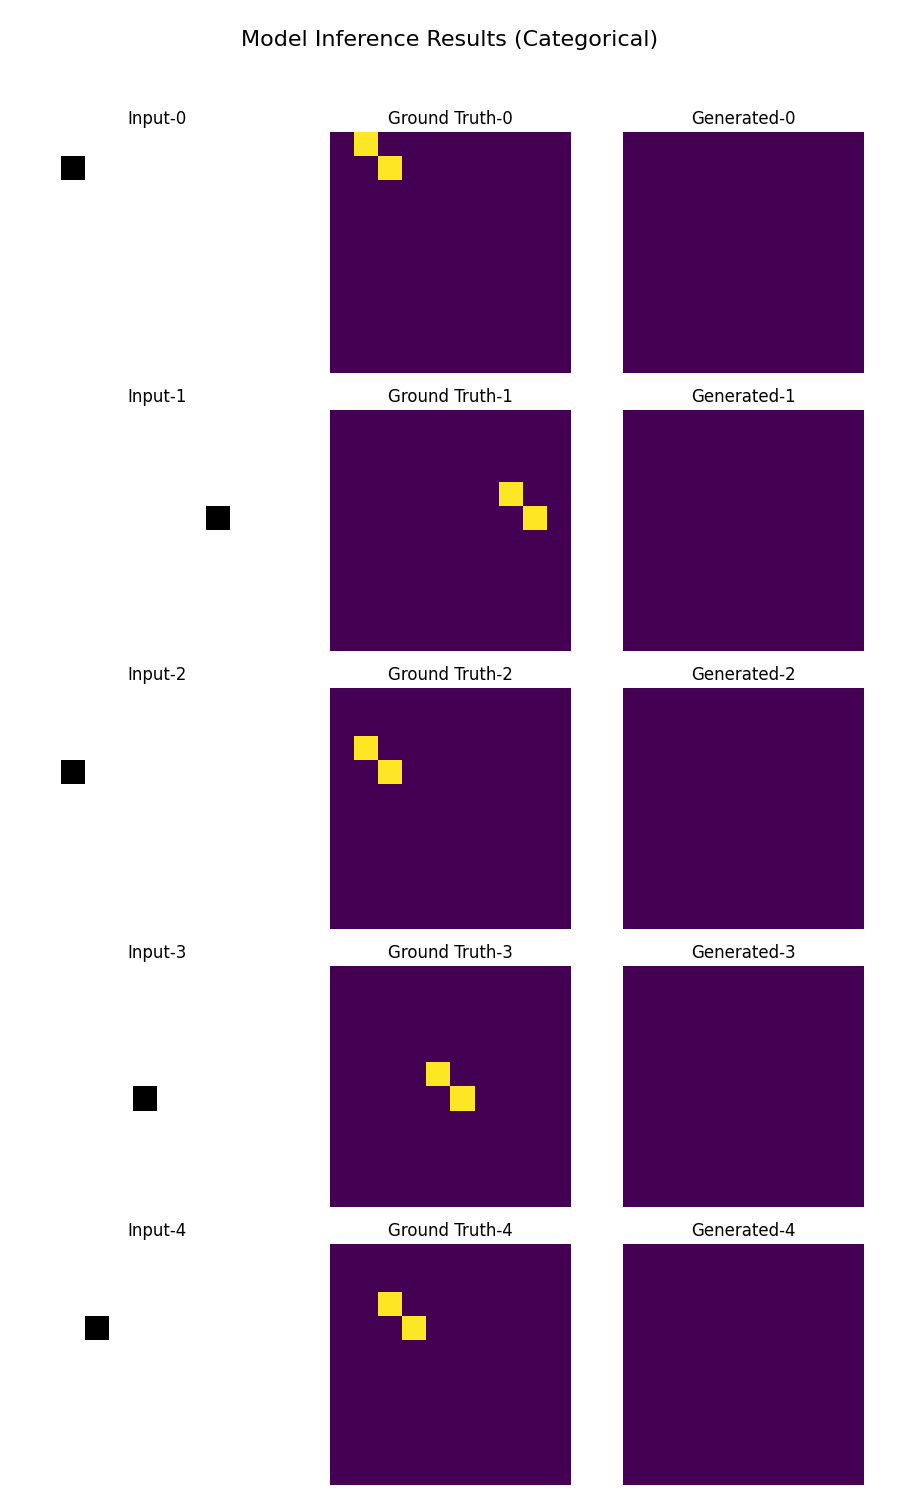 Model Inference Results (Categorical)
Input-0 Ground Truth-0 Generated-0
Input-1 Ground Truth-1 Generated-1
Input-2 Ground Truth-2 Generated-2
Input-3 Ground Truth-3 Generated-3
Input-4 Ground Truth-4 Generated-4